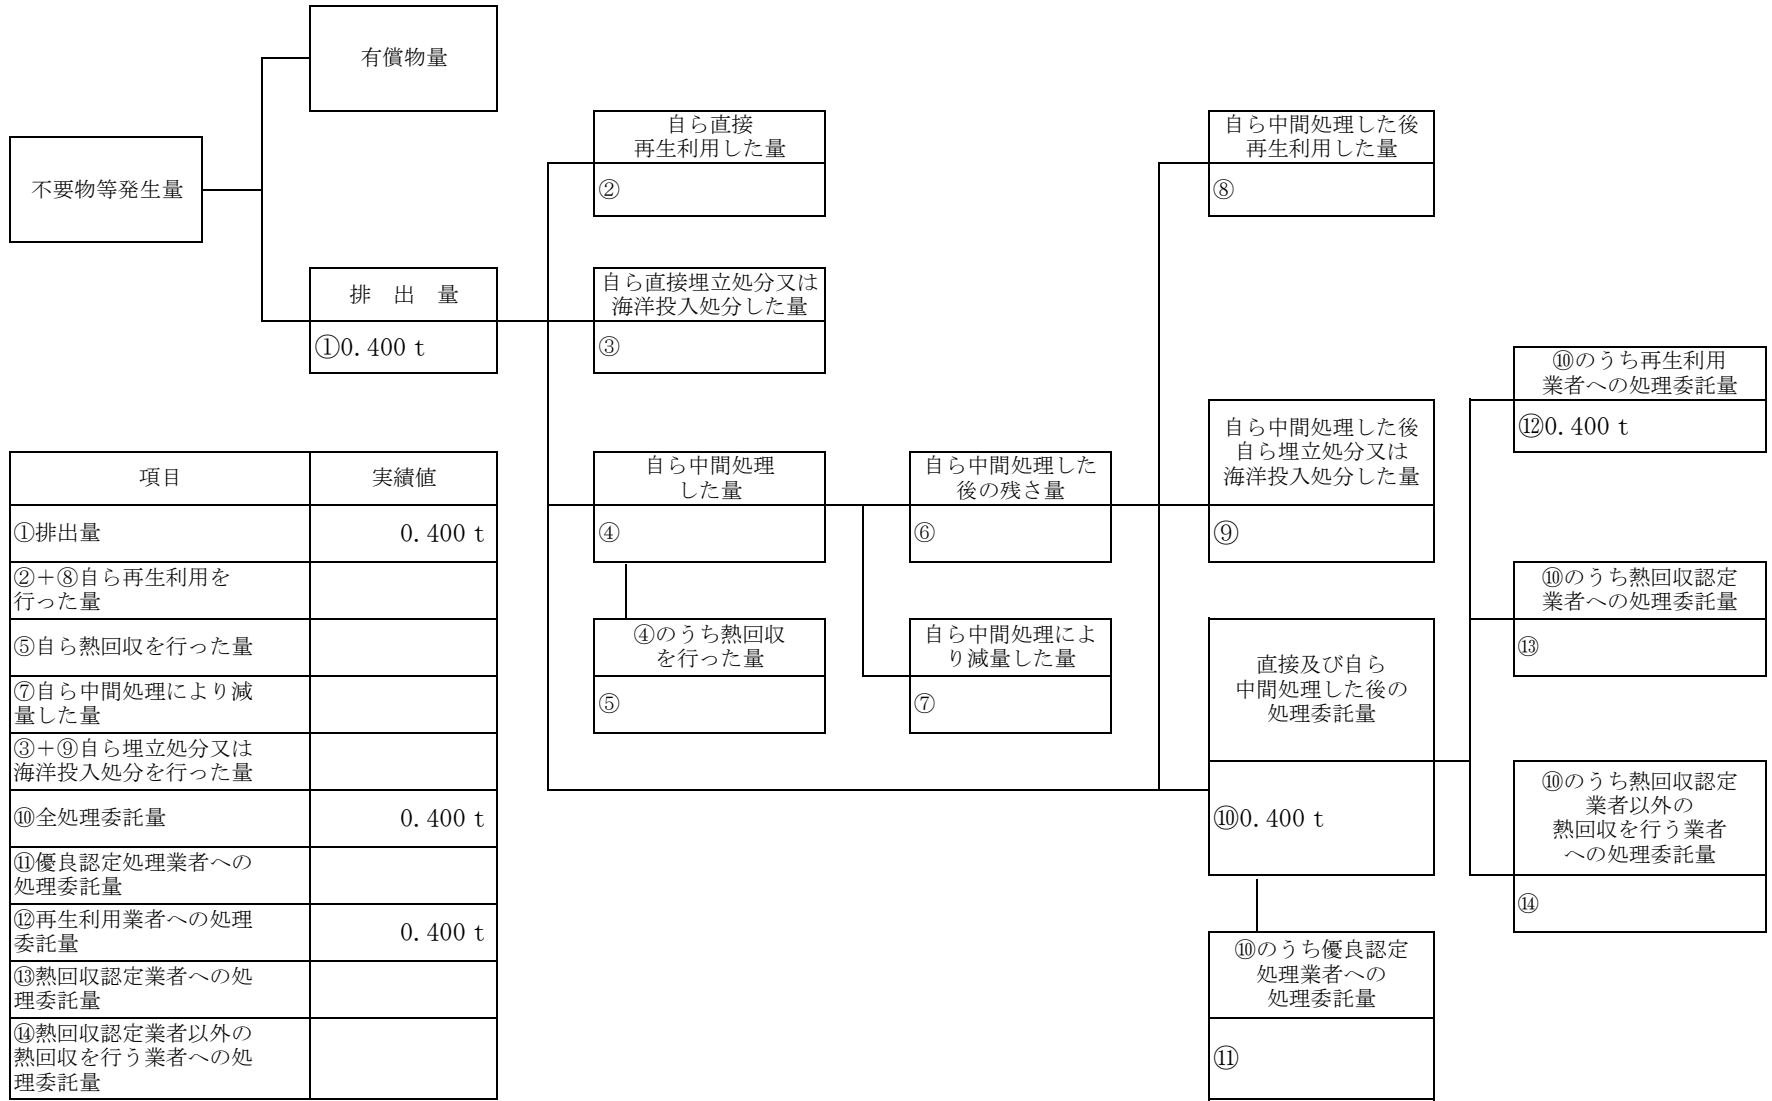 有償物量
不要物等発生量
排　出　量
①0.400 t
自ら直接
再生利用した量
②
自ら直接埋立処分又は
海洋投入処分した量
③
自ら中間処理
した量
④
④のうち熱回収
を行った量
⑤
自ら中間処理した
後の残さ量
⑥
自ら中間処理によ
り減量した量
⑦
自ら中間処理した後
再生利用した量
⑧
自ら中間処理した後
自ら埋立処分又は
海洋投入処分した量
⑨
直接及び自ら
中間処理した後の
処理委託量
⑩0.400 t
⑩のうち優良認定
処理業者への
処理委託量
⑪
⑩のうち再生利用
業者への処理委託量
⑫0.400 t
⑩のうち熱回収認定
業者への処理委託量
⑬
⑩のうち熱回収認定
業者以外の
熱回収を行う業者
への処理委託量
⑭
項目 実績値
①排出量 0.400 t
②＋⑧自ら再生利用を
行った量
⑤自ら熱回収を行った量
⑦自ら中間処理により減
量した量
③＋⑨自ら埋立処分又は
海洋投入処分を行った量
⑩全処理委託量 0.400 t
⑪優良認定処理業者への
処理委託量
⑫再生利用業者への処理
委託量 0.400 t
⑬熱回収認定業者への処
理委託量
⑭熱回収認定業者以外の
熱回収を行う業者への処
理委託量